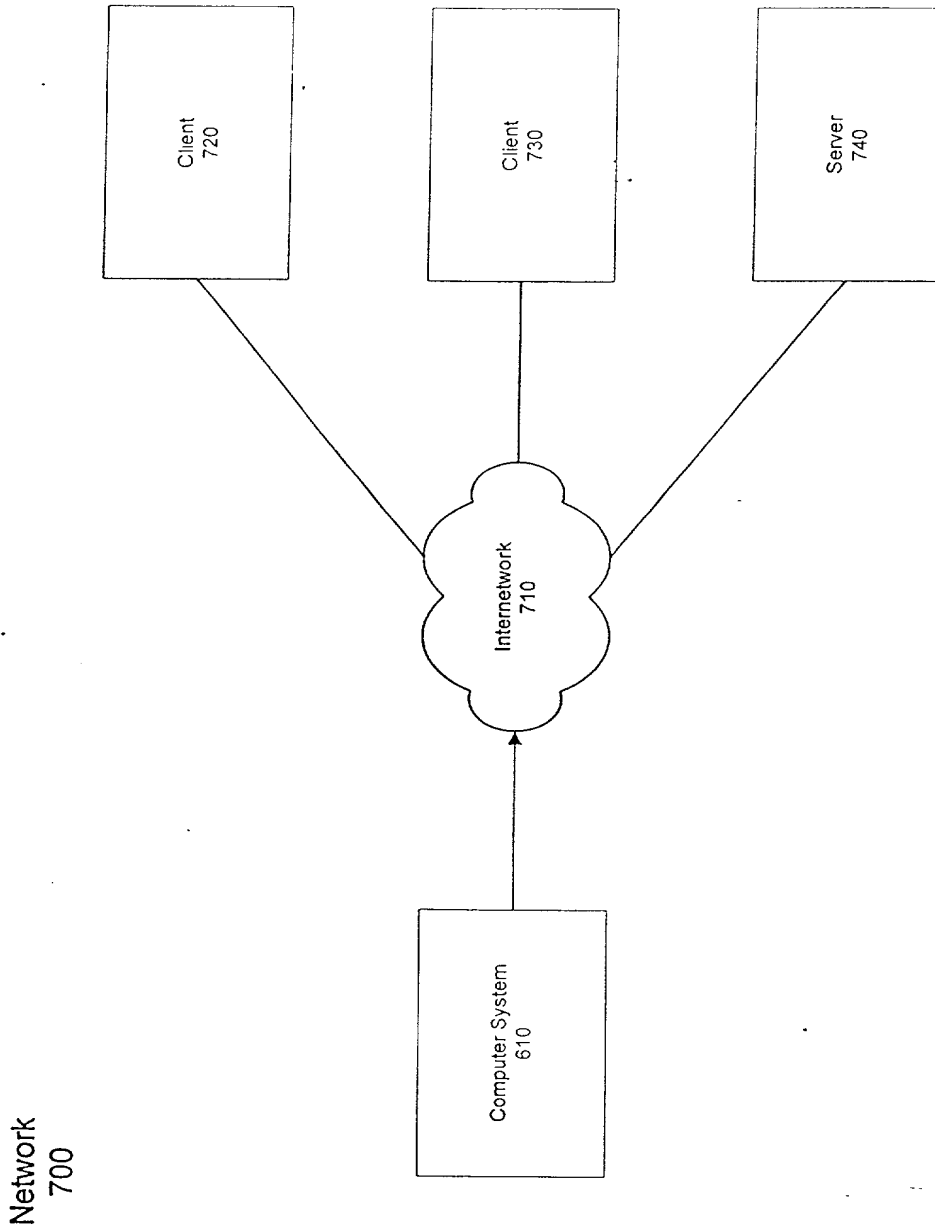 Network
700
Client
720
Client
730
Server
740
Internetwork
710
Computer System
610